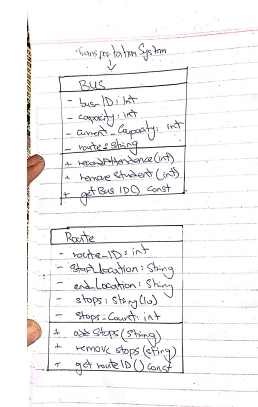 Transportation System
BUS
- bus-ID: int
- capacity: int
- current-Capacity: int
- route: string
+ recordAttendence(int)
+ remove student (int)
+ get Bus ID() const
Route
- route-ID: int
- Start-location: String
- end-Location: String
- stops: String(10)
- stops-Count: int
+ add Stops (string)
+ remove stops (string)
+ get route ID () const